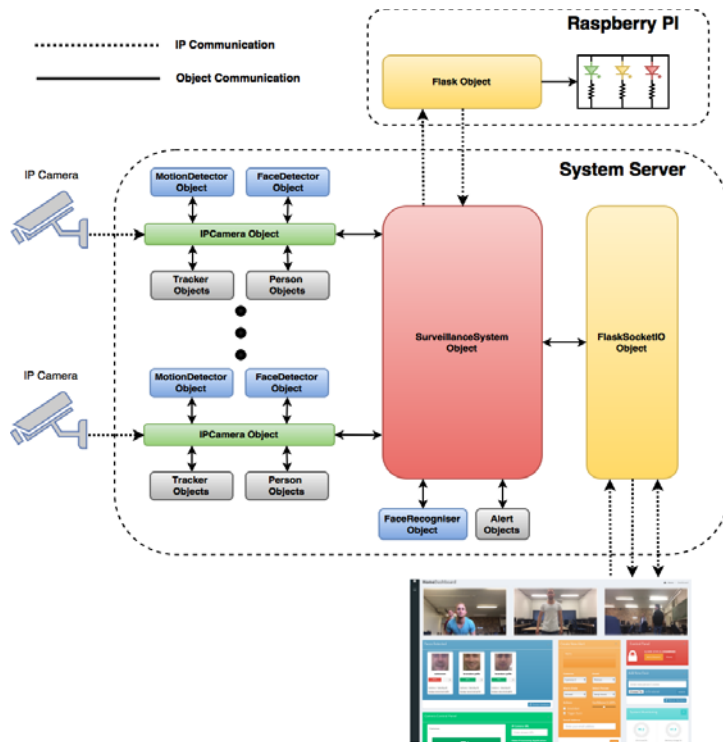 Raspberry PI
IP Communication
Object Communication
Flask Object
System Server
IP Camera
MotionDetector
Object
FaceDetector
Object
IPCamera Object
Tracker
Objects
Person
Objects
SurveillanceSystem
Object
FlaskSocketIO
Object
IP Camera
MotionDetector
Object
FaceDetector
Object
IPCamera Object
Tracker
Objects
Person
Objects
FaceRecogniser
Object
Alert
Objects